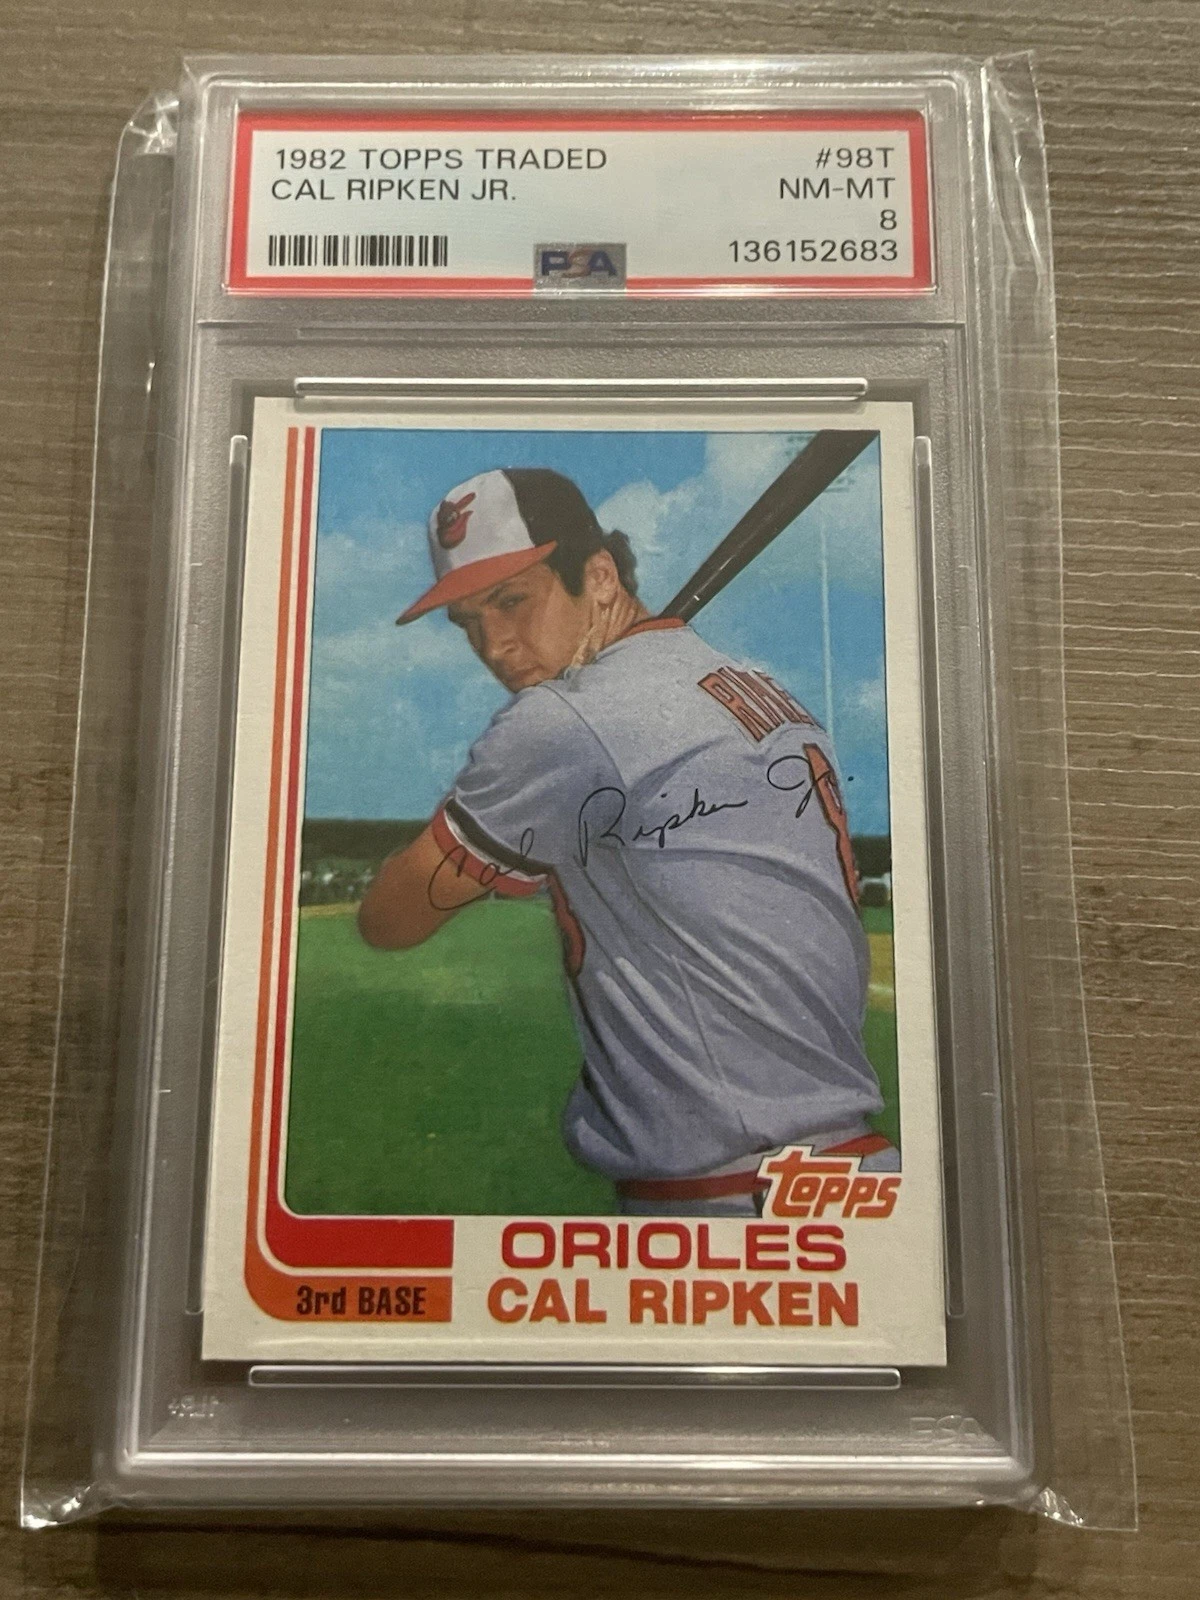 1982 TOPPS TRADED #98T
CAL RIPKEN JR. NM-MT
8
PSA 136152683
Cal Ripken Jr.
topps
ORIOLES
3rd BASE CAL RIPKEN
PSA